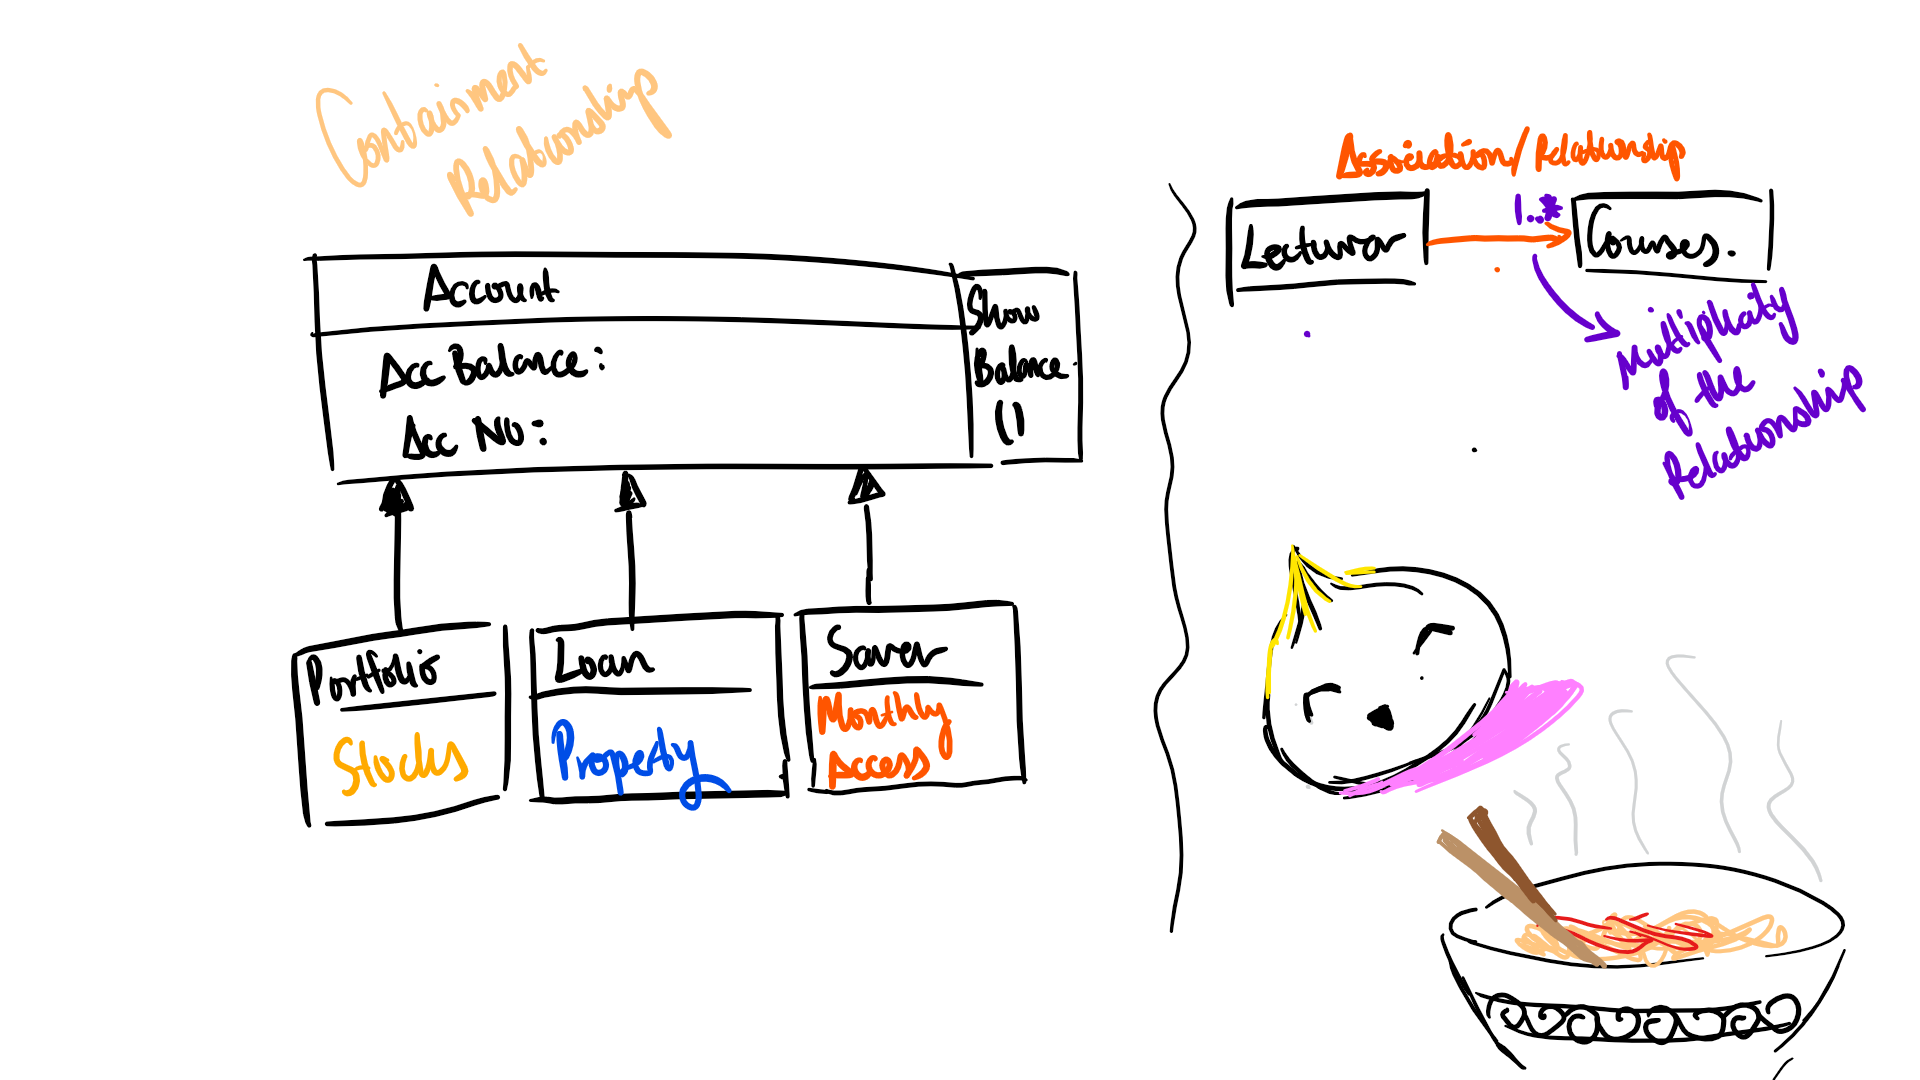 Containment
Relationship
Account
Acc Balance:
Acc No:
Show
Balance
()
Portfolio
Stocks
Loan
Property
Saver
Monthly
Access
Association/Relationship
Lecturor
1..*
Courses.
Multiplicity
of the
Relationship